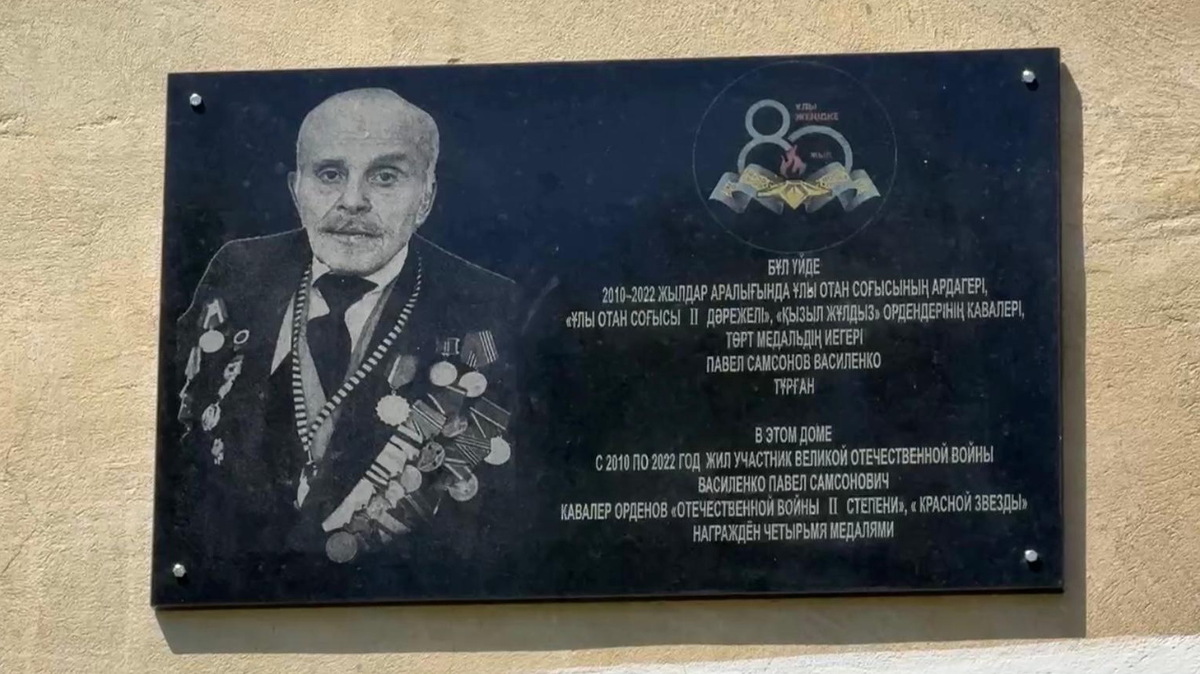 ҰЛЫ
ЖЕҢІСКЕ
80
ЖЫЛ
БҰЛ ҮЙДЕ
2010–2022 ЖЫЛДАР АРАЛЫҒЫНДА ҰЛЫ ОТАН СОҒЫСЫНЫҢ АРДАГЕРІ,
«ҰЛЫ ОТАН СОҒЫСЫ II ДӘРЕЖЕЛІ», «ҚЫЗЫЛ ЖҰЛДЫЗ» ОРДЕНДЕРІНІҢ КАВАЛЕРІ,
ТӨРТ МЕДАЛЬДІҢ ИЕГЕРІ
ПАВЕЛ САМСОНОВ ВАСИЛЕНКО
ТҰРҒАН
В ЭТОМ ДОМЕ
С 2010 ПО 2022 ГОД ЖИЛ УЧАСТНИК ВЕЛИКОЙ ОТЕЧЕСТВЕННОЙ ВОЙНЫ
ВАСИЛЕНКО ПАВЕЛ САМСОНОВИЧ
КАВАЛЕР ОРДЕНОВ «ОТЕЧЕСТВЕННОЙ ВОЙНЫ II СТЕПЕНИ», « КРАСНОЙ ЗВЕЗДЫ»
НАГРАЖДЁН ЧЕТЫРЬМЯ МЕДАЛЯМИ